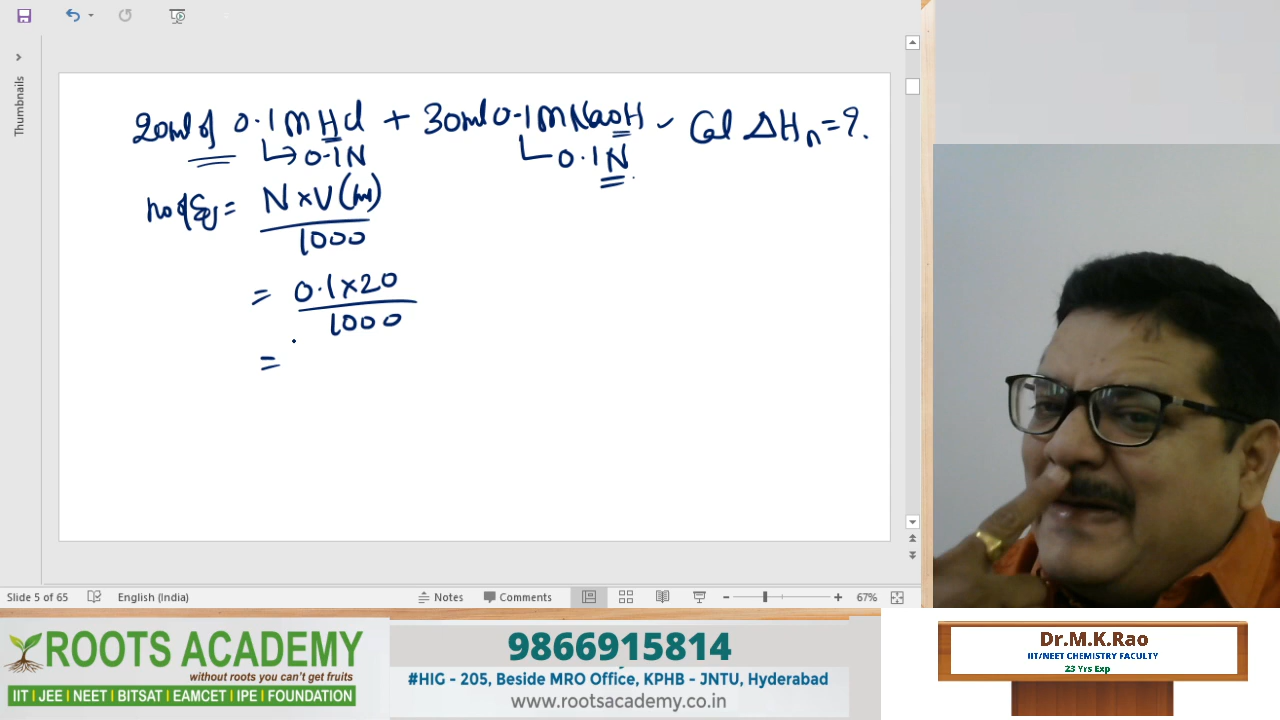 Thumbnails
20ml of 0.1M HCl + 30ml 0.1M NaOH - Cal ΔHn = ?.
↳ 0.1N
↳ 0.1N
no of Eq = N × V (ml)
1000
= 0.1 × 20
1000
=
Slide 5 of 65
English (India)
Notes
Comments
67%
ROOTS ACADEMY
without roots you can't get fruits
IIT I JEE I NEET I BITSAT I EAMCET I IPE I FOUNDATION
9866915814
#HIG - 205, Beside MRO Office, KPHB - JNTU, Hyderabad
www.rootsacademy.co.in
Dr.M.K.Rao
IIT/NEET CHEMISTRY FACULTY
23 Yrs Exp